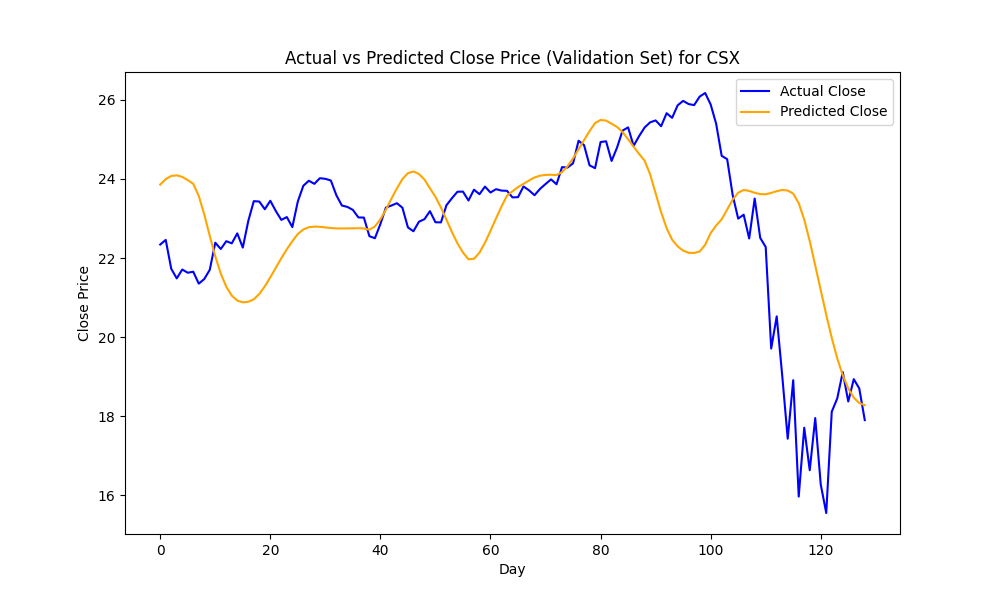 Actual vs Predicted Close Price (Validation Set) for CSX
Actual Close
Predicted Close
Close Price
26
24
22
20
18
16
0 20 40 60 80 100 120
Day